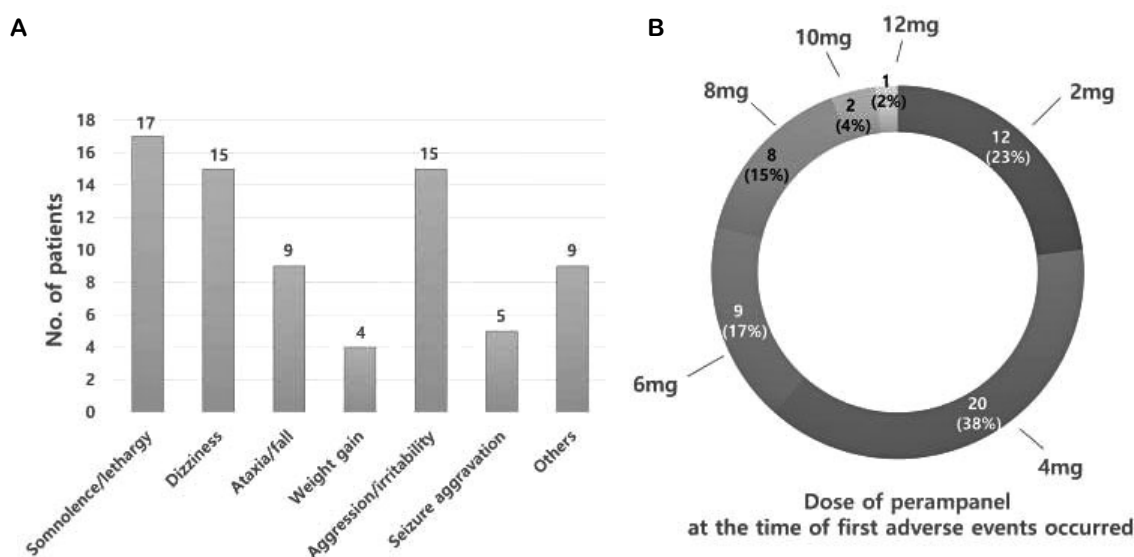 A
No. of patients
18
16
14
12
10
8
6
4
2
0
17
15
9
4
15
5
9
Somnolence/lethargy
Dizziness
Ataxia/fall
Weight gain
Aggression/irritability
Seizure aggravation
Others
B
12mg
10mg
8mg
2mg
6mg
4mg
1
(2%)
2
(4%)
8
(15%)
12
(23%)
9
(17%)
20
(38%)
Dose of perampanel
at the time of first adverse events occurred